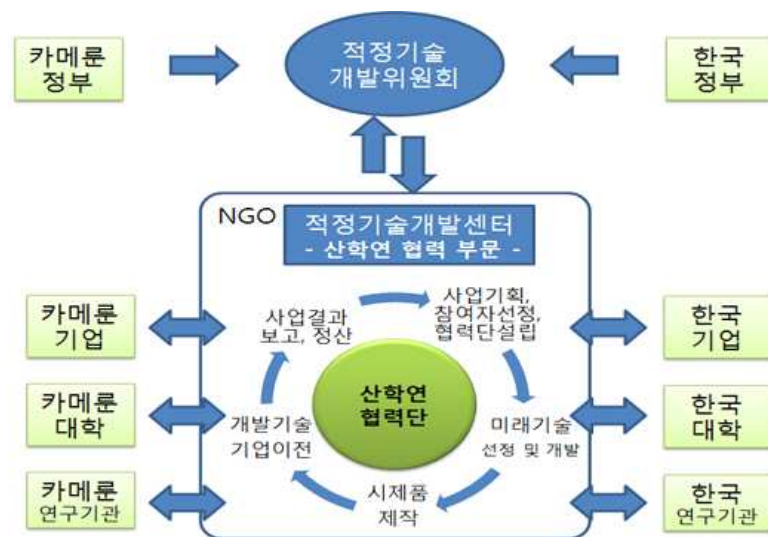 카메룬
정부
적정기술
개발위원회
한국
정부
NGO
적정기술개발센터
- 산학연 협력 부문 -
카메룬
기업
사업결과
보고, 정산
사업기획,
참여자선정,
협력단설립
한국
기업
산학연
협력단
카메룬
대학
개발기술
기업이전
미래기술
선정 및 개발
한국
대학
시제품
제작
카메룬
연구기관
한국
연구기관